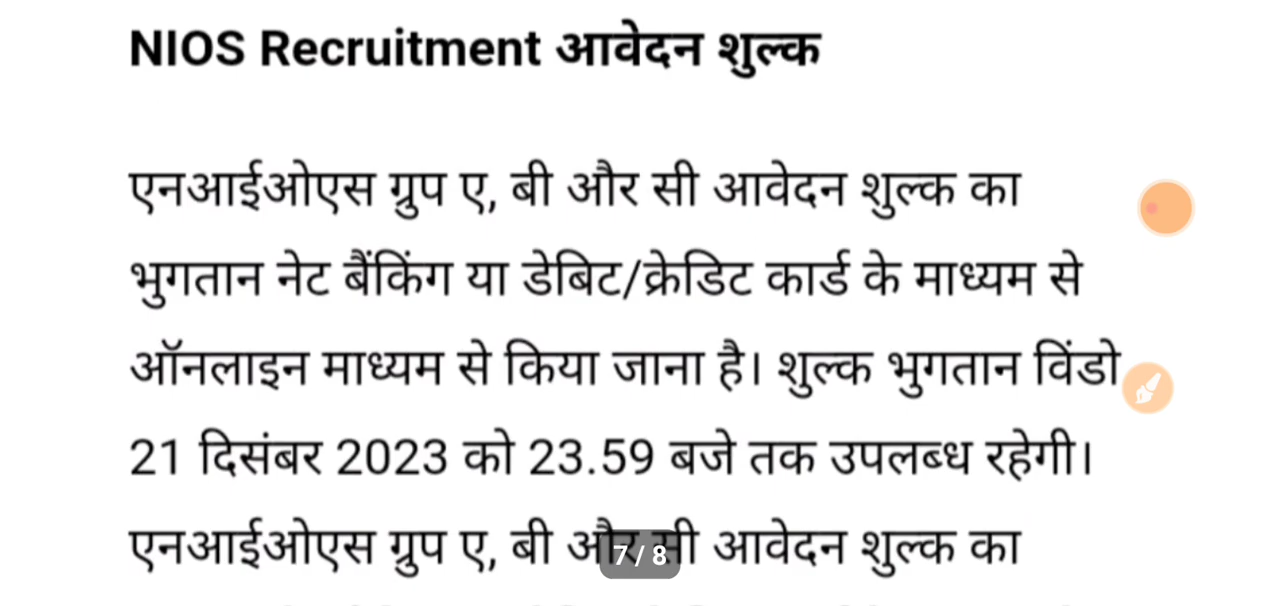 NIOS Recruitment आवेदन शुल्क
एनआईओएस ग्रुप ए, बी और सी आवेदन शुल्क का
भुगतान नेट बैंकिंग या डेबिट/क्रेडिट कार्ड के माध्यम से
ऑनलाइन माध्यम से किया जाना है। शुल्क भुगतान विंडो
21 दिसंबर 2023 को 23.59 बजे तक उपलब्ध रहेगी।
एनआईओएस ग्रुप ए, बी और सी आवेदन शुल्क का
7 / 8